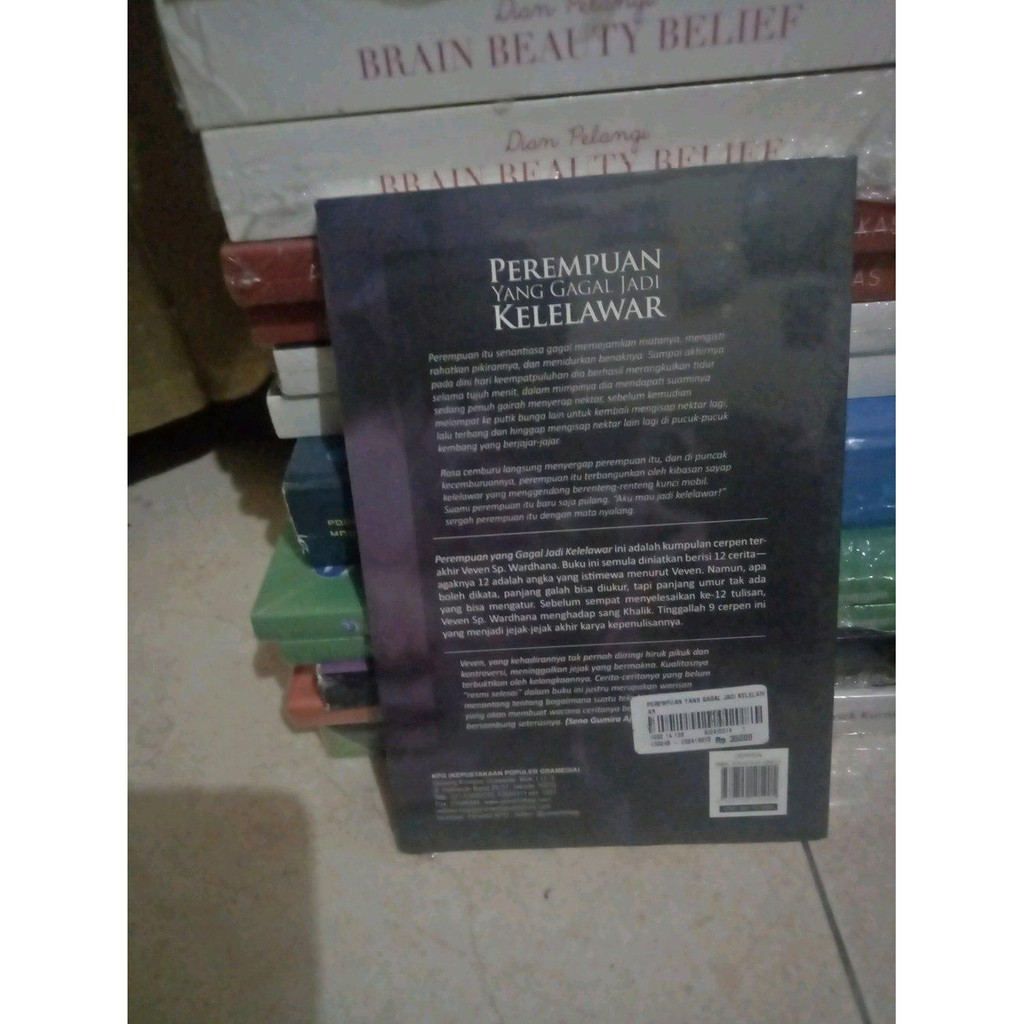 Dian Pelangi
BRAIN BEAUTY BELIEF
Dian Pelangi
BRAIN BEAUTY BELIEF
AS
PEREMPUAN
YANG GAGAL JADI
KELELAWAR
Perempuan itu senantiasa gagal memejamkan matanya, mengisti
rahatkan pikirannya, dan menidurkan benaknya. Sampai akhirnya
pada dini hari keempatpuluhan dia berhasil merangkulkan tidur
selama tujuh menit, dalam mimpinya dia mendapati suaminya
sedang penuh gairah menyerap nektar, sebelum kemudian
melompat ke putik bunga lain untuk kembali mengisap nektar lagi,
lalu terbang dan hinggap mengisap nektar lain lagi di pucuk-pucuk
kembang yang berjajar-jajar.
Rasa cemburu langsung menyergap perempuan itu, dan di puncak
kecemburuannya, perempuan itu terbangunkan oleh kibasan sayap
kelelawar yang menggendong berenteng-renteng kunci mobil.
Suami perempuan itu baru saja pulang. "Aku mau jadi kelelawar!"
sergah perempuan itu dengan mata nyalang.
Perempuan yang Gagal Jadi Kelelawar ini adalah kumpulan cerpen ter-
akhir Veven Sp. Wardhana. Buku ini semula diniatkan berisi 12 cerita—
agaknya 12 adalah angka yang istimewa menurut Veven. Namun, apa
boleh dikata, panjang galah bisa diukur, tapi panjang umur tak ada
yang bisa mengatur. Sebelum sempat menyelesaikan ke-12 tulisan,
Veven Sp. Wardhana menghadap sang Khalik. Tinggallah 9 cerpen ini
yang menjadi jejak-jejak akhir karya kepenulisannya.
Veven, yang kehadirannya tak pernah diiringi hiruk pikuk dan
kontroversi, meninggalkan jejak yang bermakna. Kualitasnya
terbuktikan oleh kelangkaannya. Cerita-ceritanya yang belum
"resmi selesai" dalam buku ini justru merupakan warisan
menantang tentang bagaimana suatu
yang akan membuat wacana ceritanya
bersambung seterusnya. (Seno Gumira
PEREMPUAN YANG GAGAL JADI KELELAW
AR
Rp 35000
KPG (KEPUSTAKAAN POPULER GRAMEDIA)